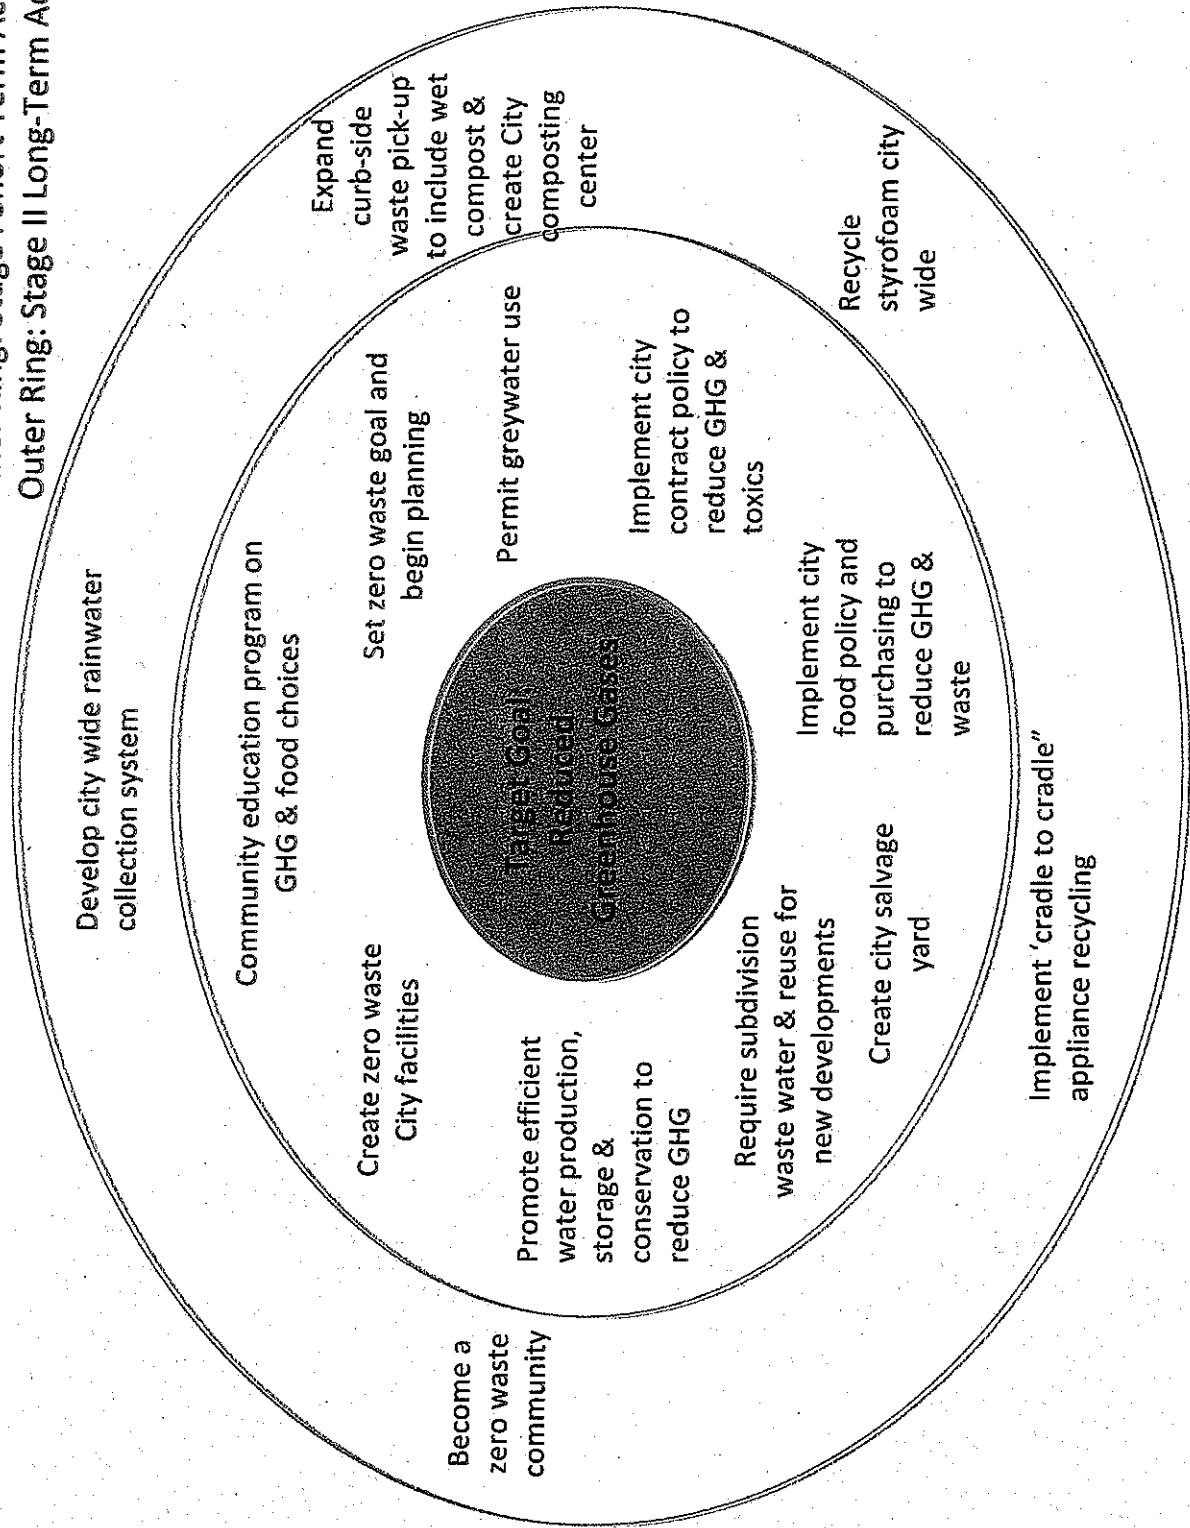 Outer Ring: Stage II Long-Term
Develop city wide rainwater
collection system
Expand
curb-side
waste pick-up
to include wet
compost &
create City
composting
center
Recycle
styrofoam city
wide
Implement ‘cradle to cradle”
appliance recycling
Become a
zero waste
community
Community education program on
GHG & food choices
Set zero waste goal and
begin planning
Permit greywater use
Implement city
contract policy to
reduce GHG &
toxics
Implement city
food policy and
purchasing to
reduce GHG &
waste
Create city salvage
yard
Require subdivision
waste water & reuse for
new developments
Promote efficient
water production,
storage &
conservation to
reduce GHG
Create zero waste
City facilities
Target Goal:
Reduced
Greenhouse Gases